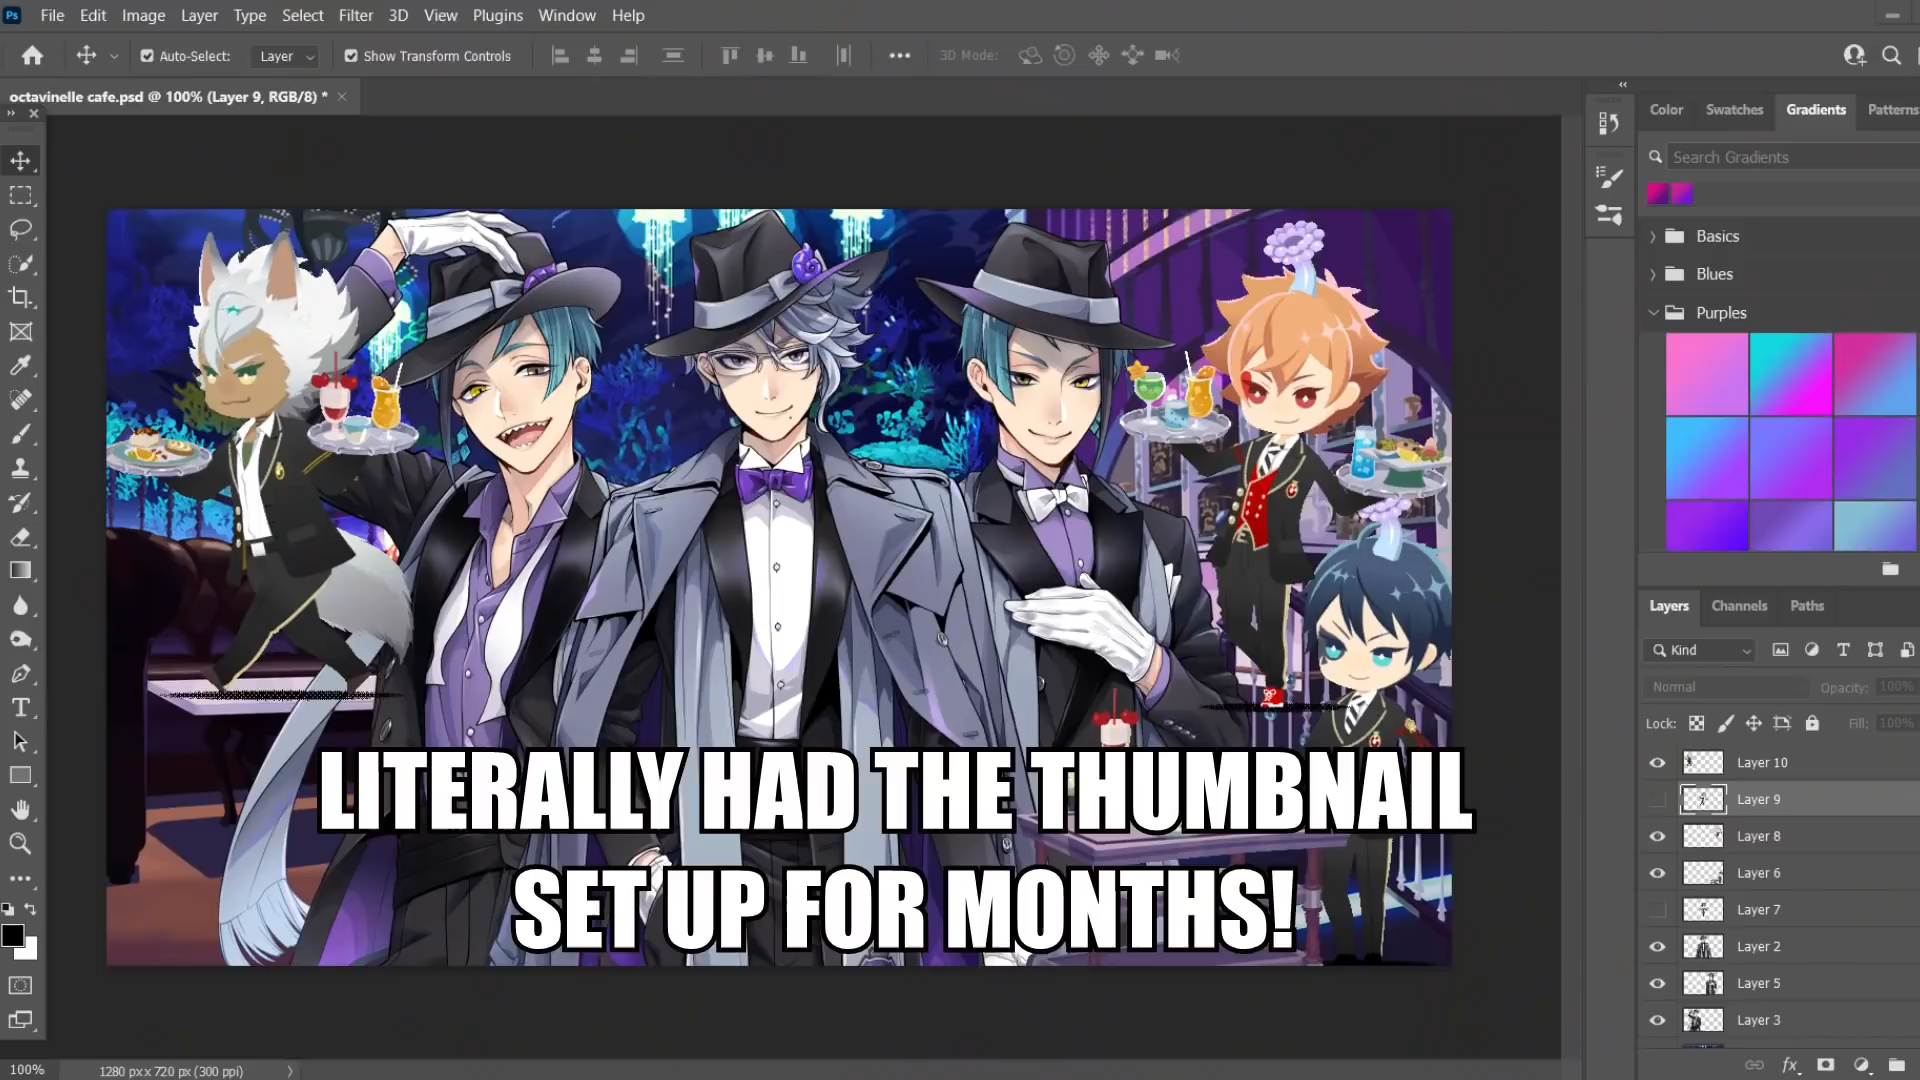 Ps File Edit Image Layer Type Select Filter 3D View Plugins Window Help
Auto-Select: Layer Show Transform Controls 3D Mode:
octavinelle cafe.psd @ 100% (Layer 9, RGB/8) *
Color Swatches Gradients Patterns
Search Gradients
Basics
Blues
Purples
Layers Channels Paths
Kind
Normal Opacity: 100%
Lock: Fill: 100%
Layer 10
Layer 9
Layer 8
Layer 6
Layer 7
Layer 2
Layer 5
Layer 3
LITERALLY HAD THE THUMBNAIL
SET UP FOR MONTHS!
100% 1280 px x 720 px (300 ppi)